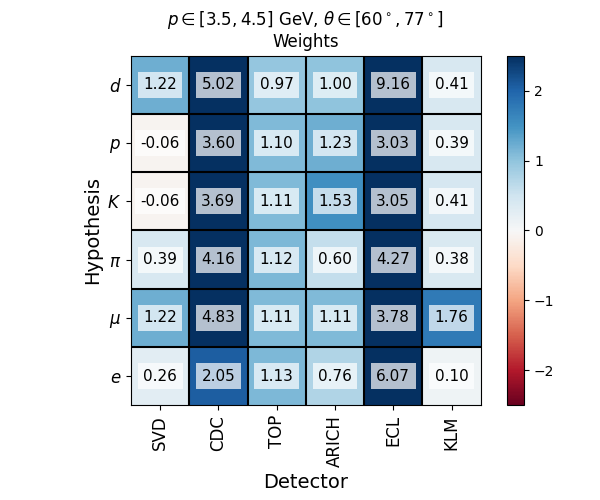 p ∈ [3.5, 4.5] GeV, θ ∈ [60°, 77°]
Weights
d 1.22 5.02 0.97 1.00 9.16 0.41
p -0.06 3.60 1.10 1.23 3.03 0.39
K -0.06 3.69 1.11 1.53 3.05 0.41
π 0.39 4.16 1.12 0.60 4.27 0.38
μ 1.22 4.83 1.11 1.11 3.78 1.76
e 0.26 2.05 1.13 0.76 6.07 0.10
Hypothesis
SVD CDC TOP ARICH ECL KLM
Detector
2
1
0
−1
−2